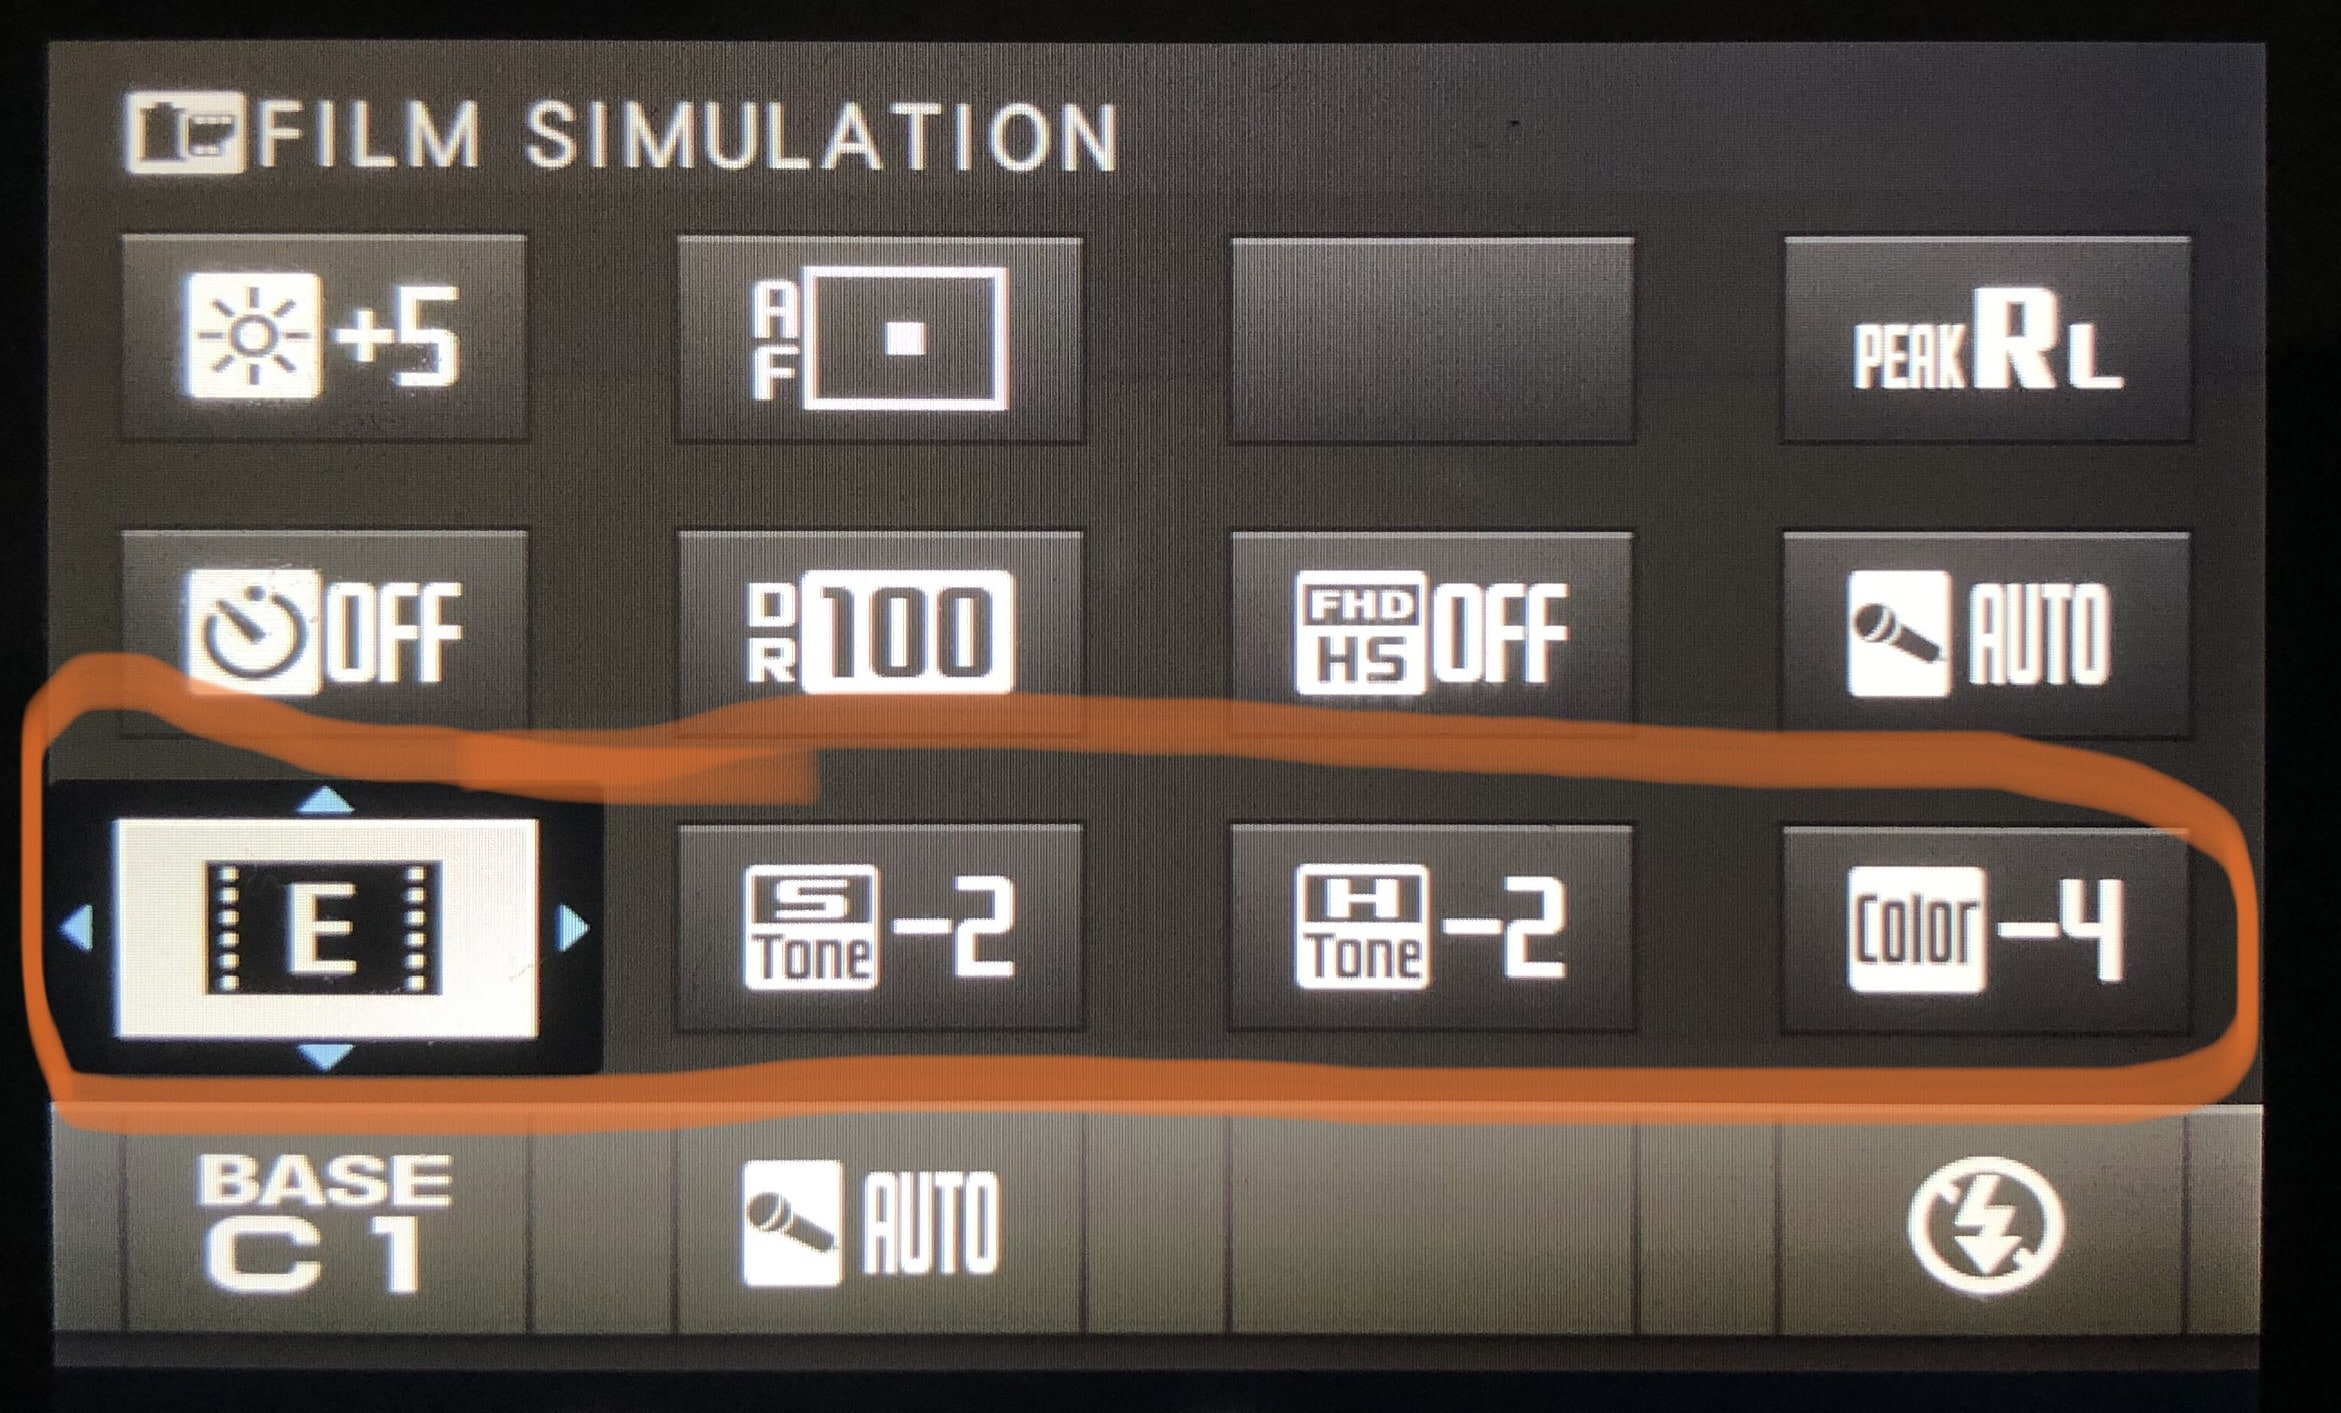 FILM SIMULATION
+5
AF
PEAK RL
OFF
DR 100
FHD HS OFF
AUTO
E
S Tone -2
H Tone -2
Color -4
BASE C1
AUTO